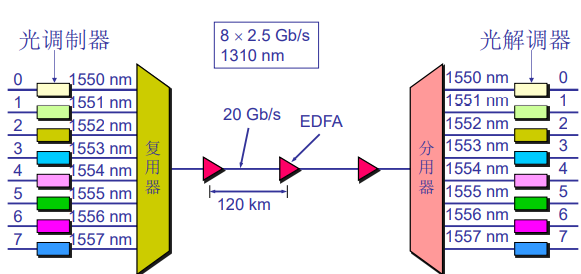 光调制器
8 × 2.5 Gb/s
1310 nm
光解调器
0 1550 nm
1 1551 nm
2 1552 nm
3 1553 nm
4 1554 nm
5 1555 nm
6 1556 nm
7 1557 nm
复用器
20 Gb/s
EDFA
120 km
分用器
1550 nm 0
1551 nm 1
1552 nm 2
1553 nm 3
1554 nm 4
1555 nm 5
1556 nm 6
1557 nm 7